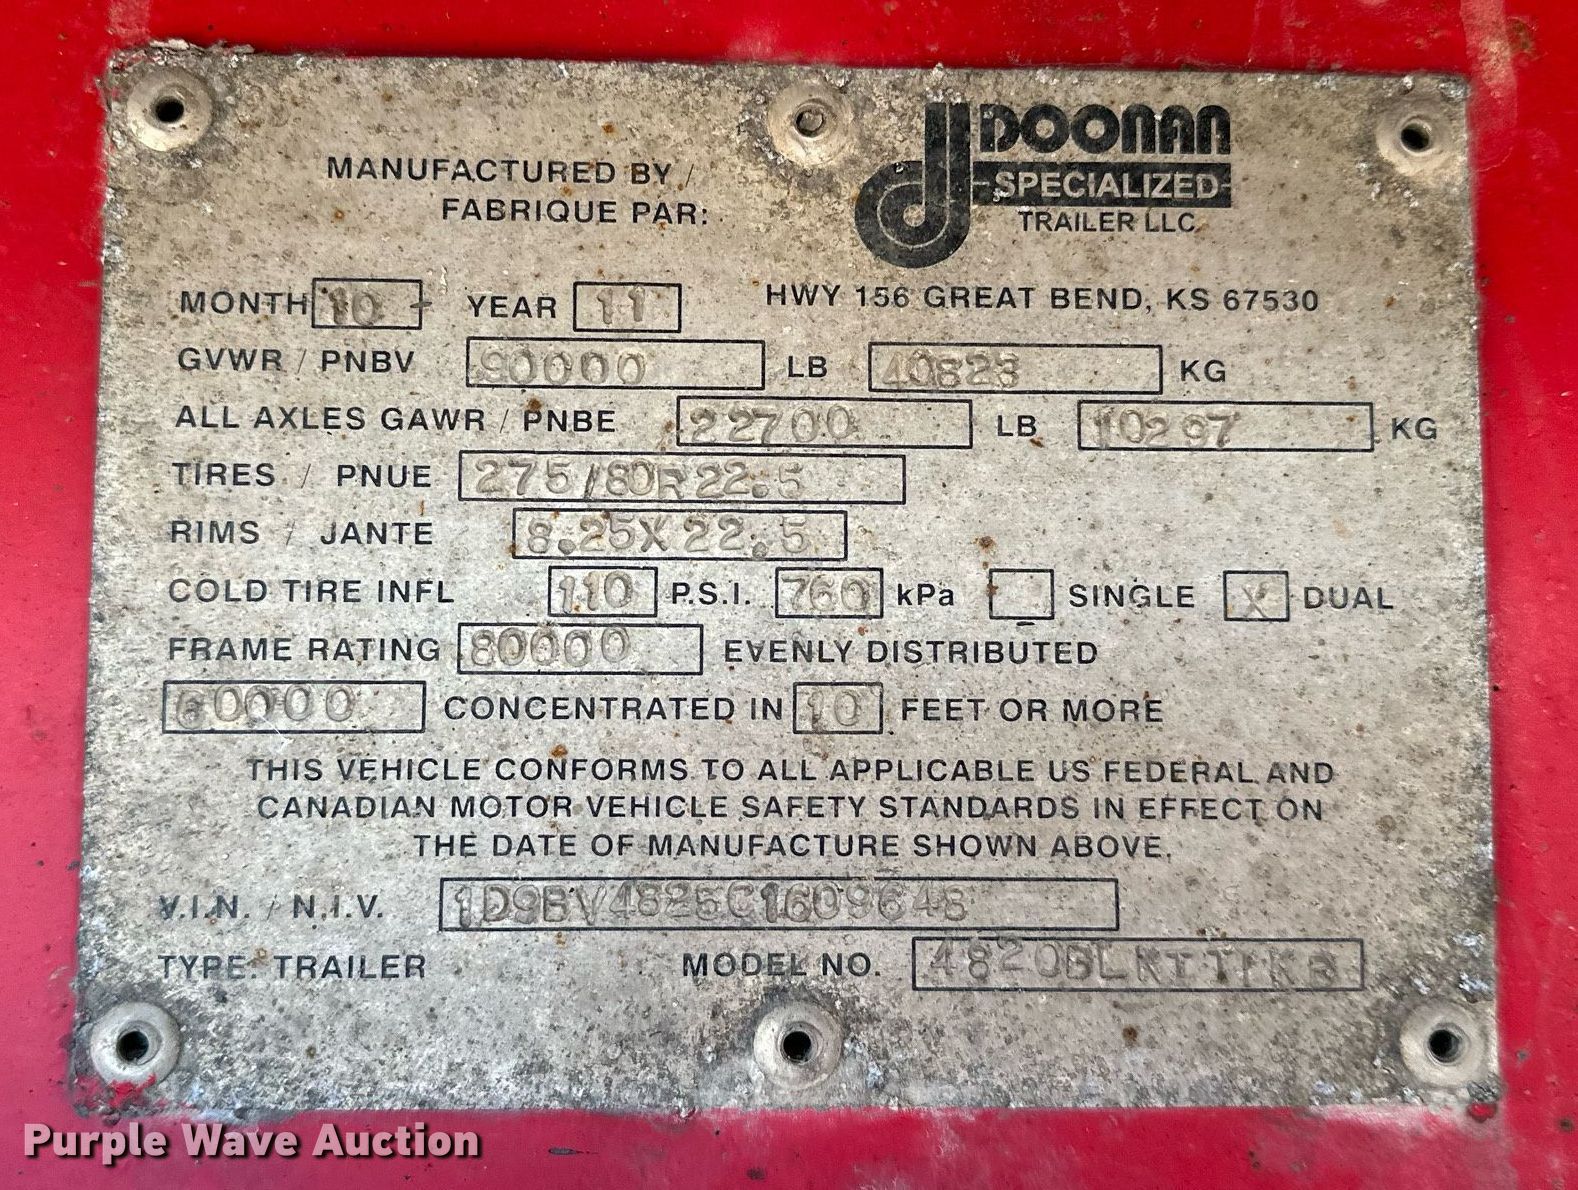 DOONAN
SPECIALIZED
TRAILER LLC
MANUFACTURED BY /
FABRIQUE PAR:
HWY 156 GREAT BEND, KS 67530
MONTH 10 YEAR 11
GVWR / PNBV 90000 LB 40823 KG
ALL AXLES GAWR / PNBE 22700 LB 10297 KG
TIRES / PNUE 275/80R22.5
RIMS / JANTE 8.25X22.5
COLD TIRE INFL 110 P.S.I. 760 kPa SINGLE X DUAL
FRAME RATING 80000 EVENLY DISTRIBUTED
60000 CONCENTRATED IN 10 FEET OR MORE
THIS VEHICLE CONFORMS TO ALL APPLICABLE US FEDERAL AND
CANADIAN MOTOR VEHICLE SAFETY STANDARDS IN EFFECT ON
THE DATE OF MANUFACTURE SHOWN ABOVE.
V.I.N. / N.I.V. 1D9BV4825C1609648
TYPE: TRAILER MODEL NO.
Purple Wave Auction